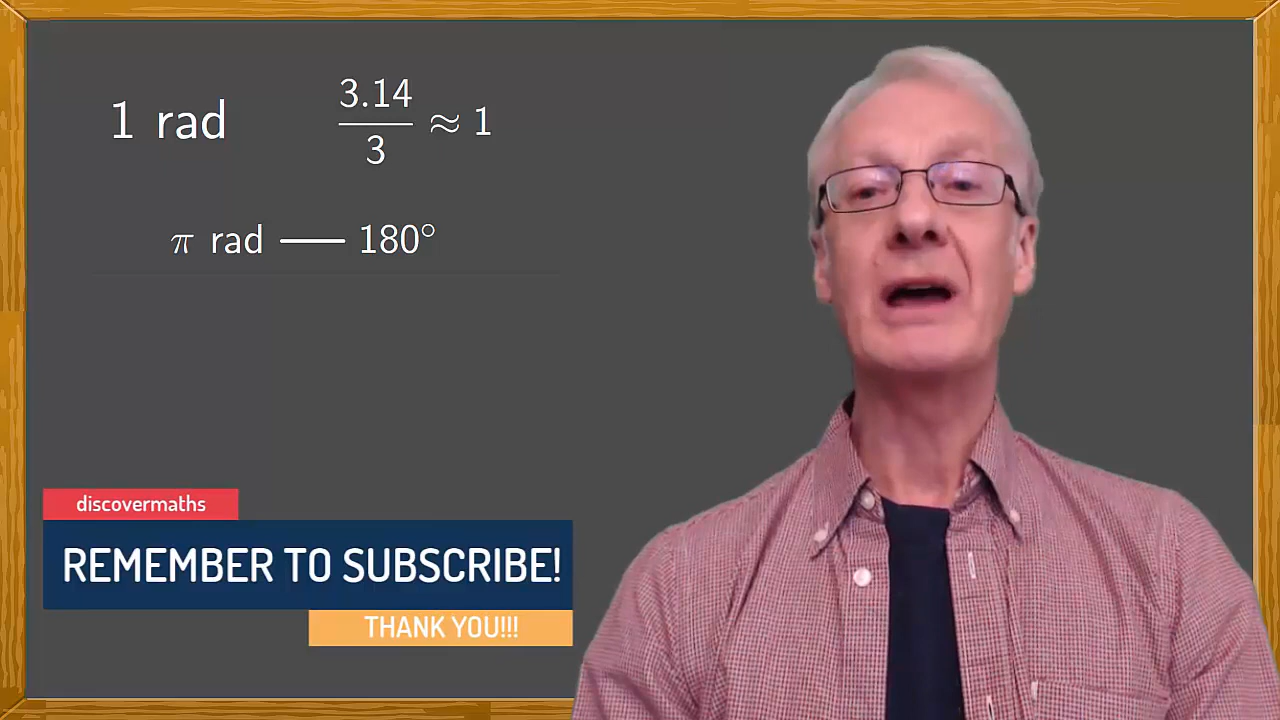 1 rad
3.14
3
≈ 1
π rad — 180°
discovermaths
REMEMBER TO SUBSCRIBE!
THANK YOU!!!